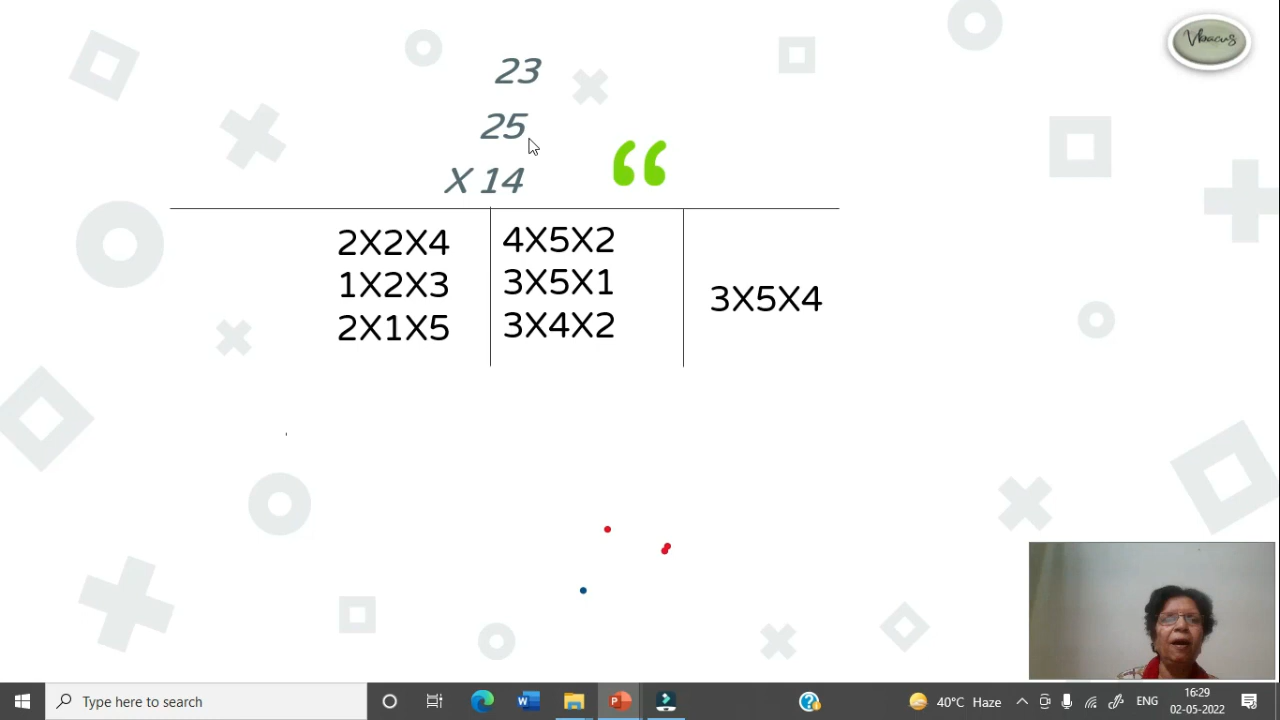 Vbacus
23
25
X 14
2X2X4
1X2X3
2X1X5
4X5X2
3X5X1
3X4X2
3X5X4
“
Type here to search
40°C Haze
ENG
16:29
02-05-2022